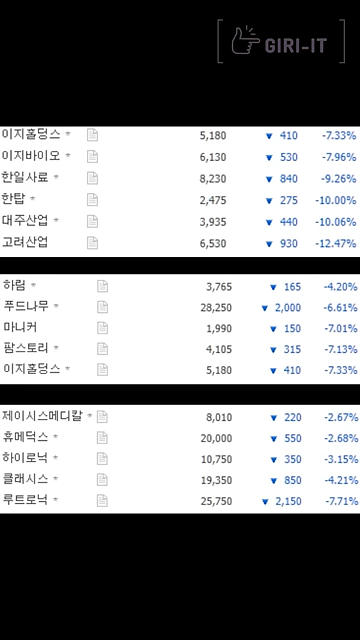 GIRI-IT
이지홀딩스 * 5,180 ▼ 410 -7.33%
이지바이오 * 6,130 ▼ 530 -7.96%
한일사료 * 8,230 ▼ 840 -9.26%
한탑 * 2,475 ▼ 275 -10.00%
대주산업 * 3,935 ▼ 440 -10.06%
고려산업 6,530 ▼ 930 -12.47%
하림 * 3,765 ▼ 165 -4.20%
푸드나무 * 28,250 ▼ 2,000 -6.61%
마니커 1,990 ▼ 150 -7.01%
팜스토리 * 4,105 ▼ 315 -7.13%
이지홀딩스 * 5,180 ▼ 410 -7.33%
제이시스메디칼 * 8,010 ▼ 220 -2.67%
휴메딕스 * 20,000 ▼ 550 -2.68%
하이로닉 * 10,750 ▼ 350 -3.15%
클래시스 * 19,350 ▼ 850 -4.21%
루트로닉 * 25,750 ▼ 2,150 -7.71%